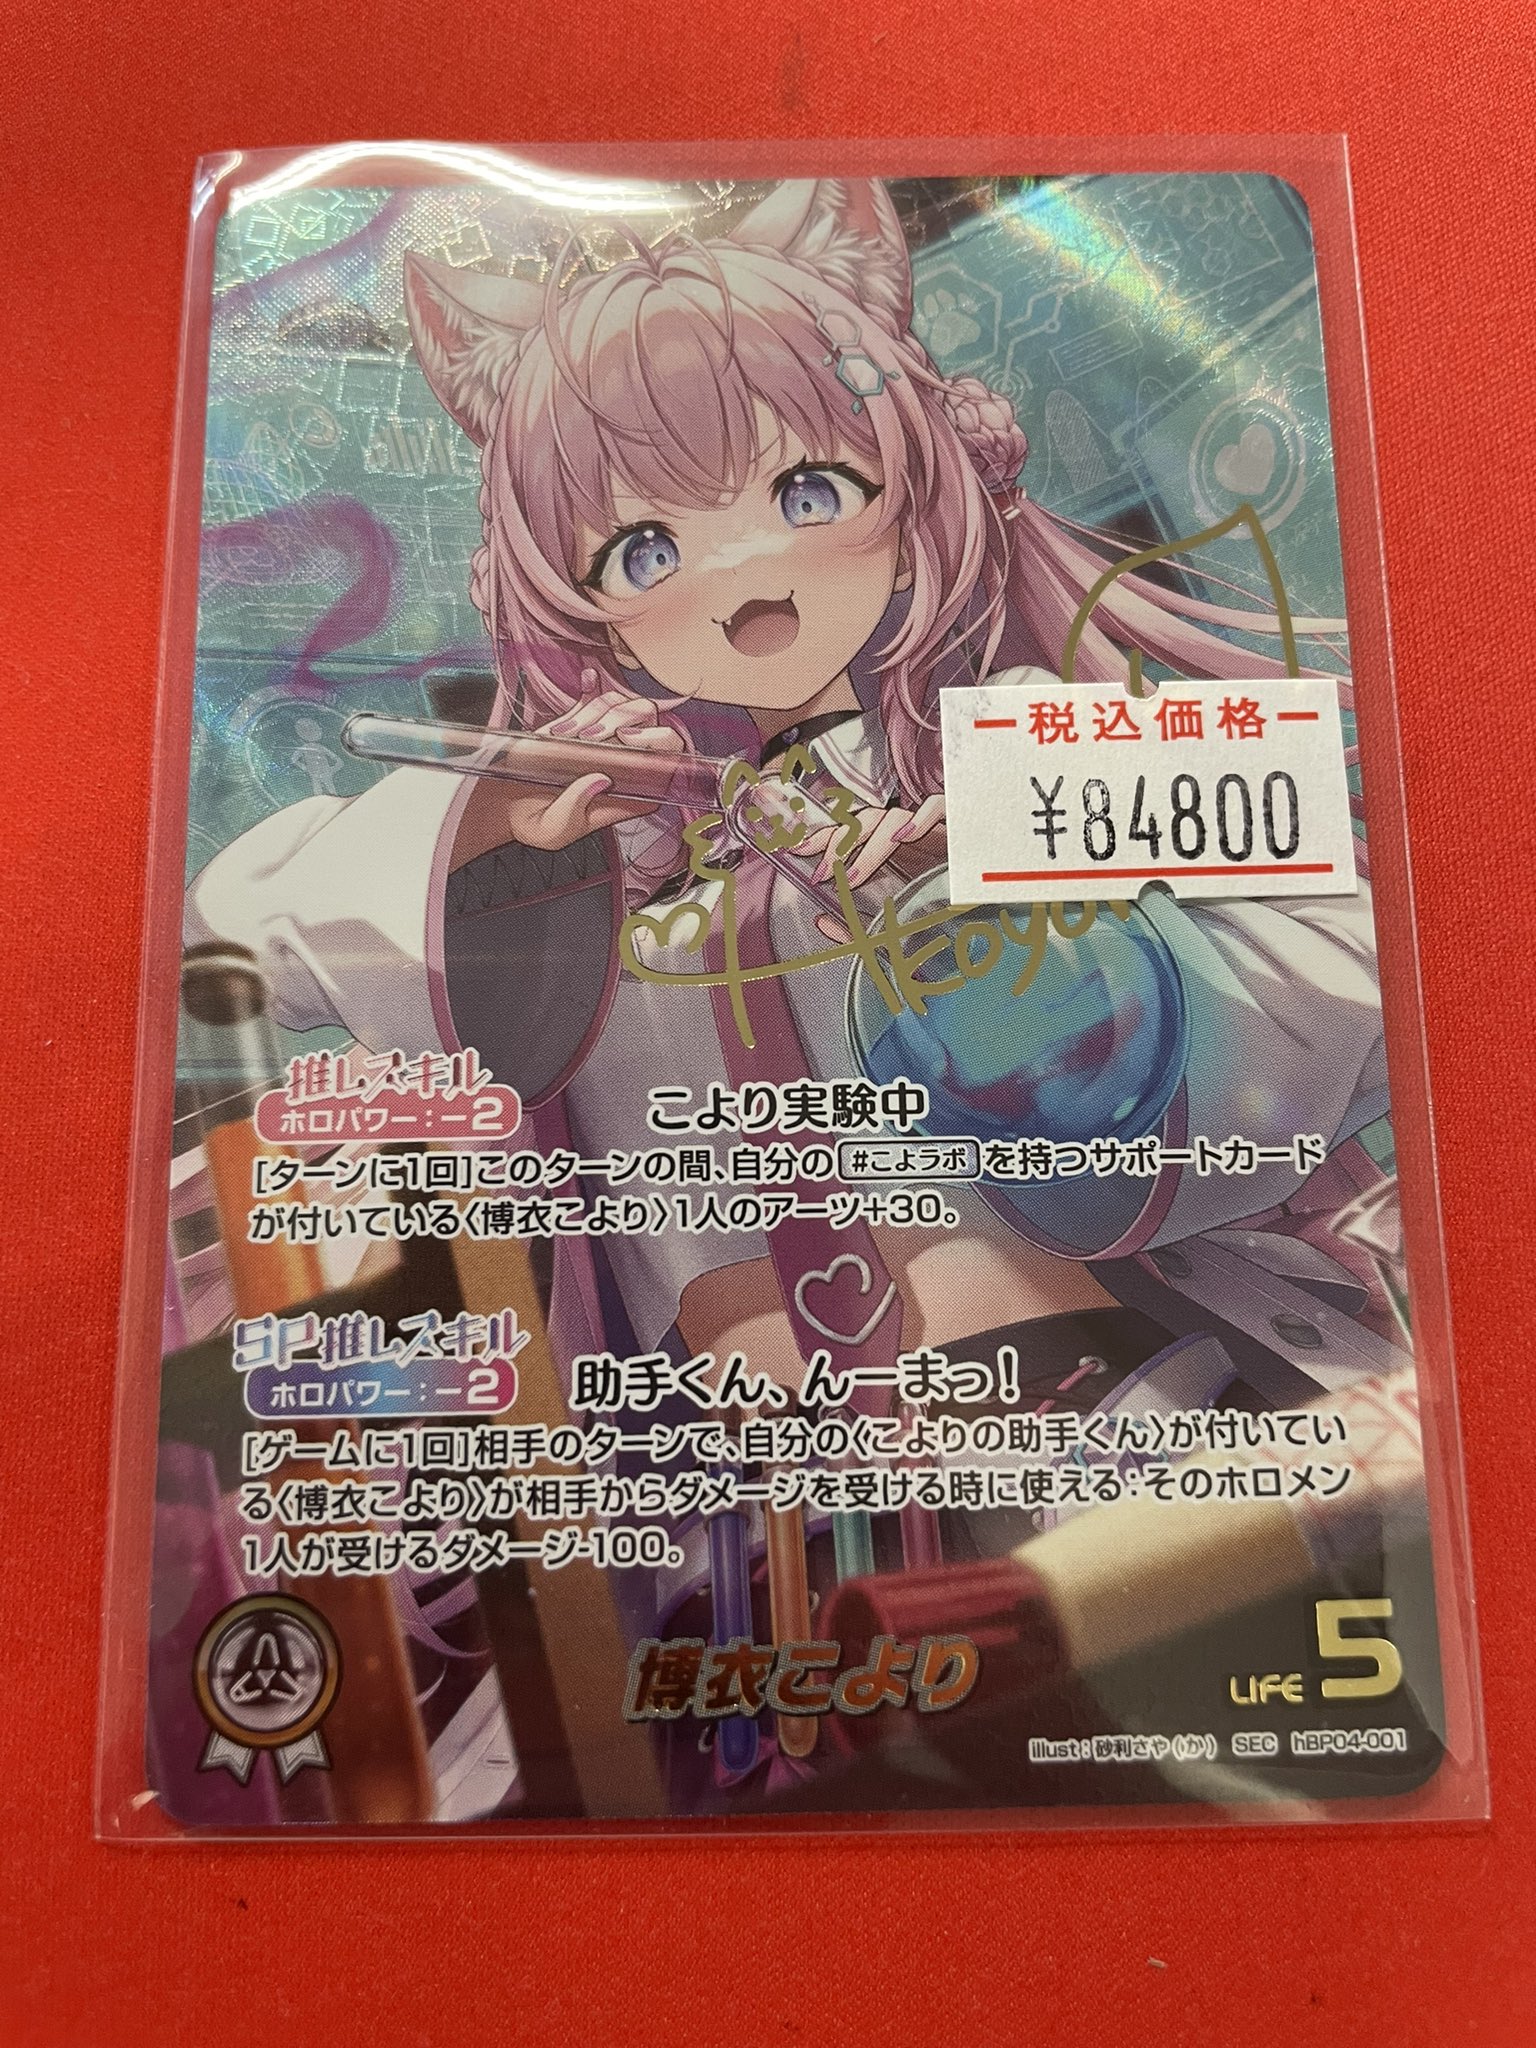 ー税込価格ー
¥84800
Koyo
推しスキル
ホロパワー：−2
こより実験中
[ターンに1回]このターンの間、自分の #こよラボ を持つサポートカード
が付いている〈博衣こより〉1人のアーツ+30。
SP推しスキル
ホロパワー：−2
助手くん、んーまっ！
[ゲームに1回]相手のターンで、自分の〈こよりの助手くん〉が付いてい
る〈博衣こより〉が相手からダメージを受ける時に使える：そのホロメン
1人が受けるダメージ-100。
博衣こより
LIFE 5
illust：砂利さや(か) SEC hBP04-001